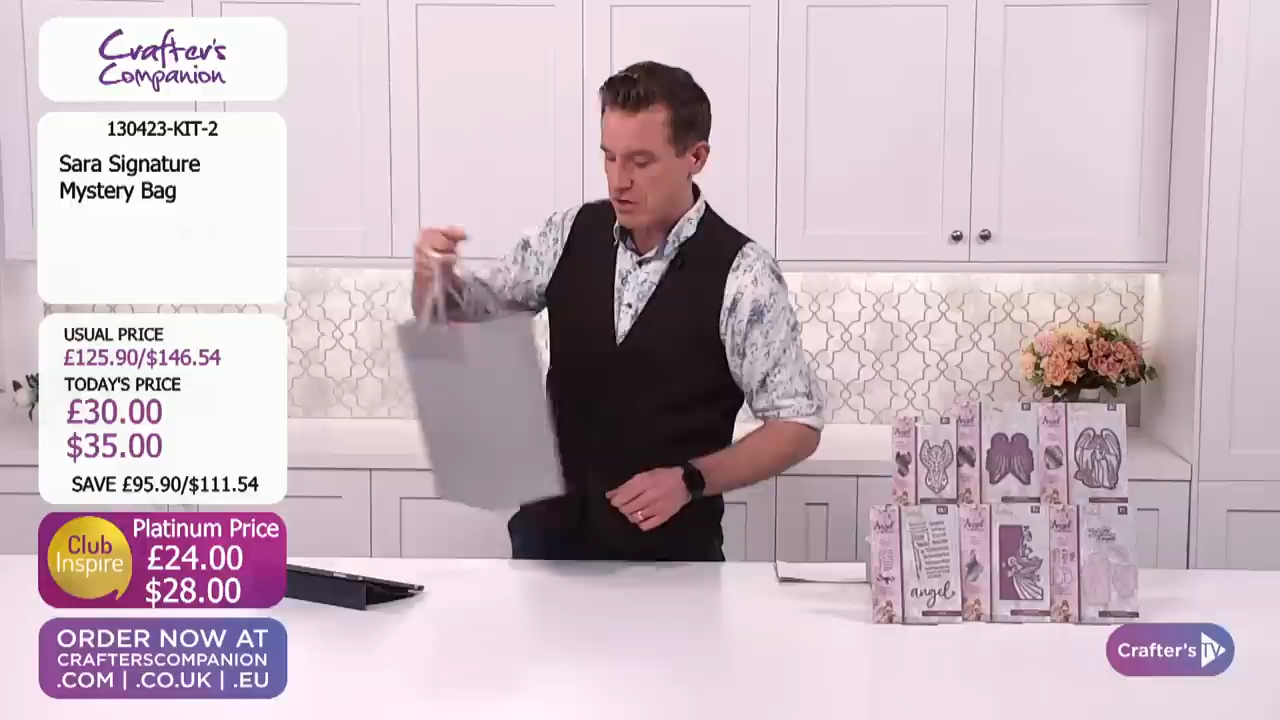 Crafter's
Companion
130423-KIT-2
Sara Signature
Mystery Bag
USUAL PRICE
£125.90/$146.54
TODAY'S PRICE
£30.00
$35.00
SAVE £95.90/$111.54
Club
Inspire
Platinum Price
£24.00
$28.00
ORDER NOW AT
CRAFTERSCOMPANION
.COM | .CO.UK | .EU
angel
Crafter's TV